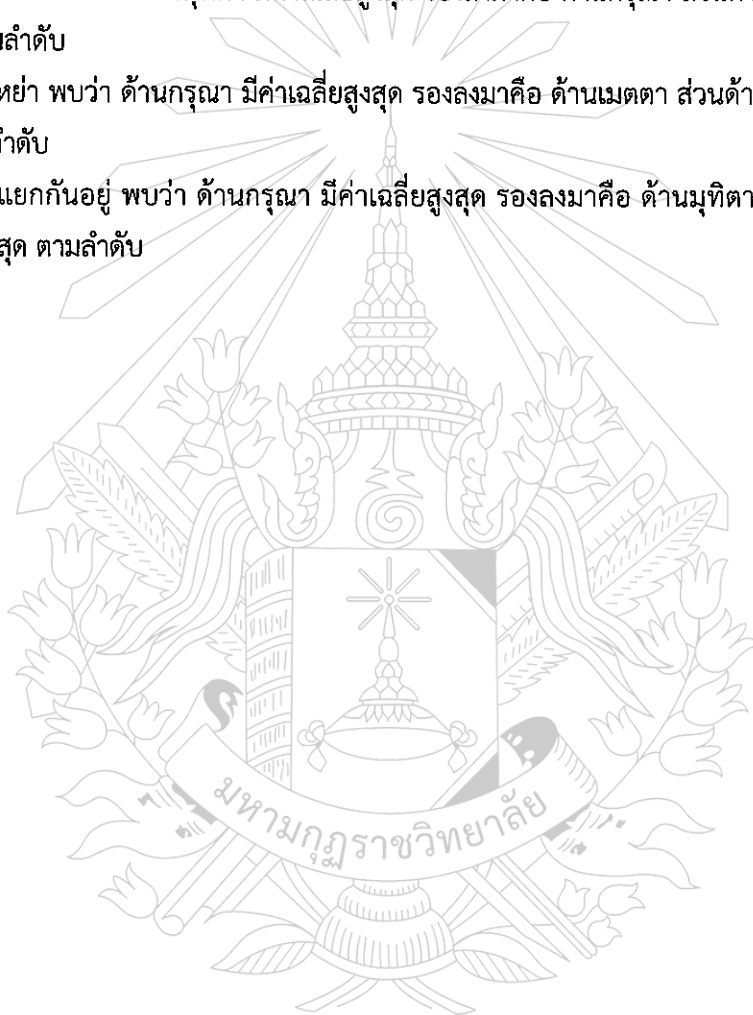 นลำดับ
หย่า พบว่า ด้านกรุณา มีค่าเฉลี่ยสูงสุด รองลงมาคือ ด้านเมตตา ส่วนด้า
ลำดับ
แยกกันอยู่ พบว่า ด้านกรุณา มีค่าเฉลี่ยสูงสุด รองลงมาคือ ด้านมุทิตา
สุด ตามลำดับ
มหามกุฏราชวิทยาลัย